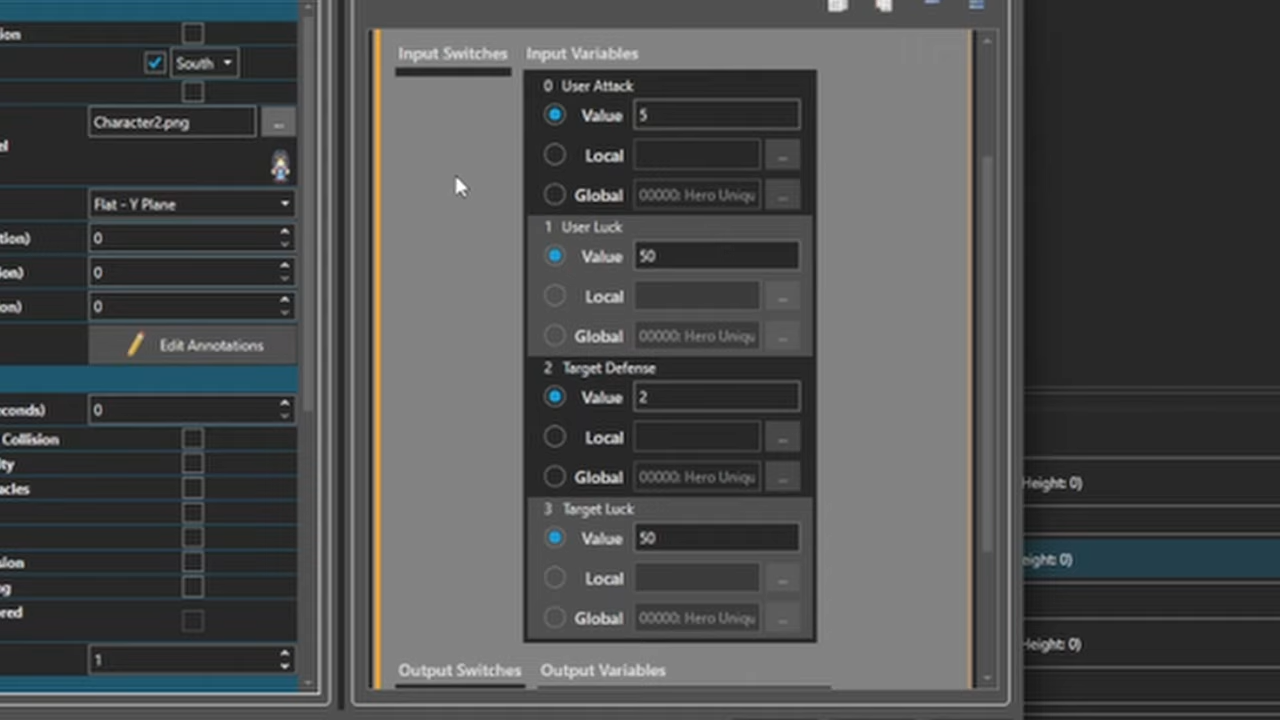 ion
South
Character2.png
...
el
Flat - Y Plane
tion) 0
ion) 0
on) 0
Edit Annotations
econds) 0
Collision
ity
acles
sion
ng
ored
1
Input Switches
Input Variables
0 User Attack
Value 5
Local ...
Global 00000: Hero Uniqu ...
1 User Luck
Value 50
Local ...
Global 00000: Hero Uniqu ...
2 Target Defense
Value 2
Local ...
Global 00000: Hero Uniqu ...
3 Target Luck
Value 50
Local ...
Global 00000: Hero Uniqu ...
Output Switches
Output Variables
Height: 0)
eight: 0)
Height: 0)